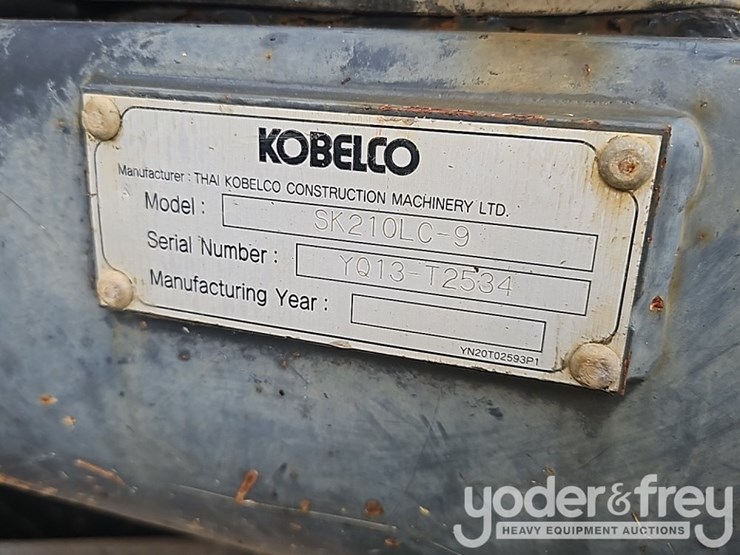 KOBELCO
Manufacturer : THAI KOBELCO CONSTRUCTION MACHINERY LTD.
Model : SK210LC-9
Serial Number : YQ13-T2534
Manufacturing Year :
YN20T02593P1
yoder&frey
HEAVY EQUIPMENT AUCTIONS